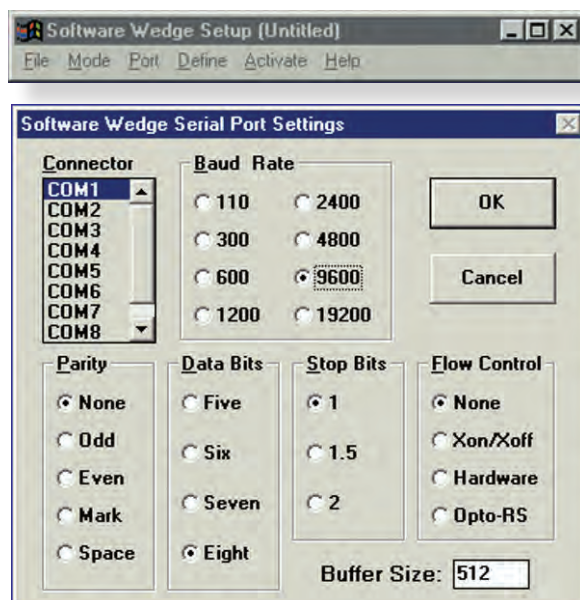 Software Wedge Setup (Untitled)
File Mode Port Define Activate Help
Software Wedge Serial Port Settings
Connector
COM1
COM2
COM3
COM4
COM5
COM6
COM7
COM8
Baud Rate
110 2400
300 4800
600 9600
1200 19200
OK
Cancel
Parity
None
Odd
Even
Mark
Space
Data Bits
Five
Six
Seven
Eight
Stop Bits
1
1.5
2
Flow Control
None
Xon/Xoff
Hardware
Opto-RS
Buffer Size: 512